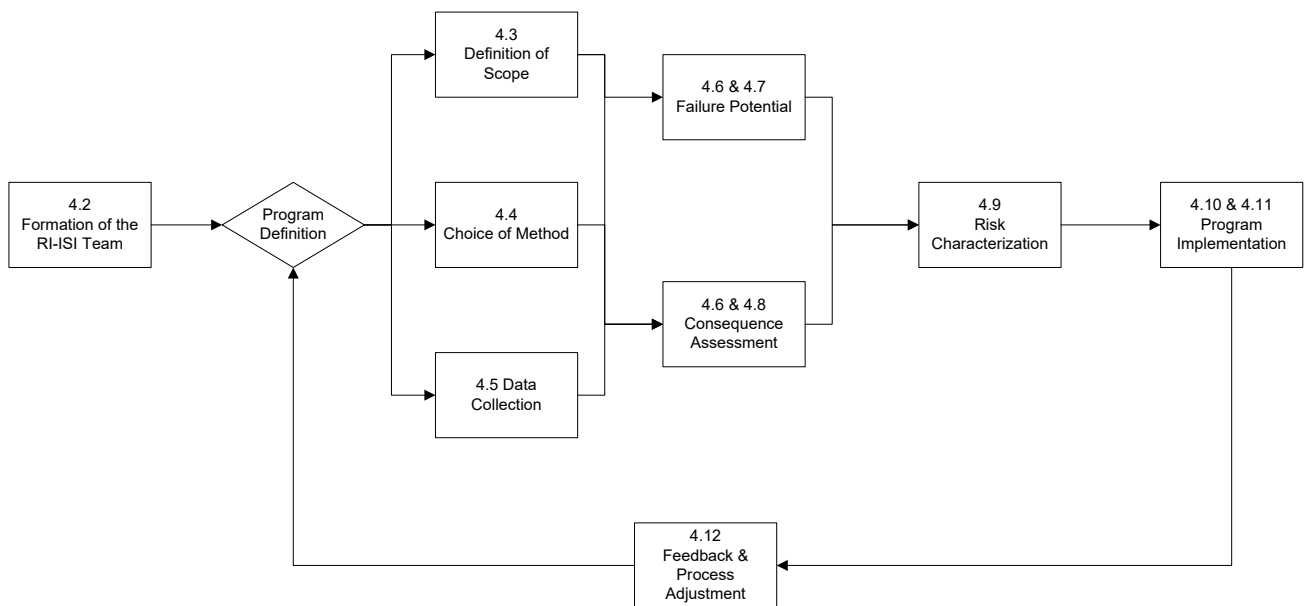 4.2
Formation of the
RI-ISI Team
Program
Definition
4.3
Definition of
Scope
4.4
Choice of Method
4.5 Data
Collection
4.6 & 4.7
Failure Potential
4.6 & 4.8
Consequence
Assessment
4.9
Risk
Characterization
4.10 & 4.11
Program
Implementation
4.12
Feedback &
Process
Adjustment